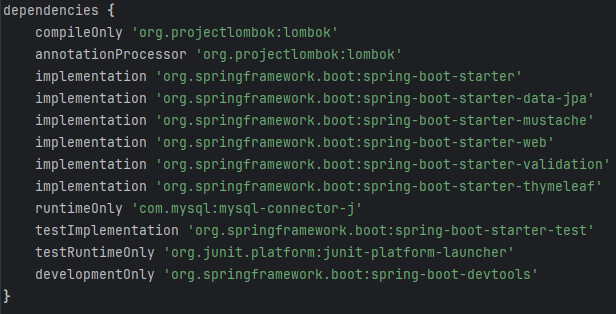 dependencies {
    compileOnly 'org.projectlombok:lombok'
    annotationProcessor 'org.projectlombok:lombok'
    implementation 'org.springframework.boot:spring-boot-starter'
    implementation 'org.springframework.boot:spring-boot-starter-data-jpa'
    implementation 'org.springframework.boot:spring-boot-starter-mustache'
    implementation 'org.springframework.boot:spring-boot-starter-web'
    implementation 'org.springframework.boot:spring-boot-starter-validation'
    implementation 'org.springframework.boot:spring-boot-starter-thymeleaf'
    runtimeOnly 'com.mysql:mysql-connector-j'
    testImplementation 'org.springframework.boot:spring-boot-starter-test'
    testRuntimeOnly 'org.junit.platform:junit-platform-launcher'
    developmentOnly 'org.springframework.boot:spring-boot-devtools'
}